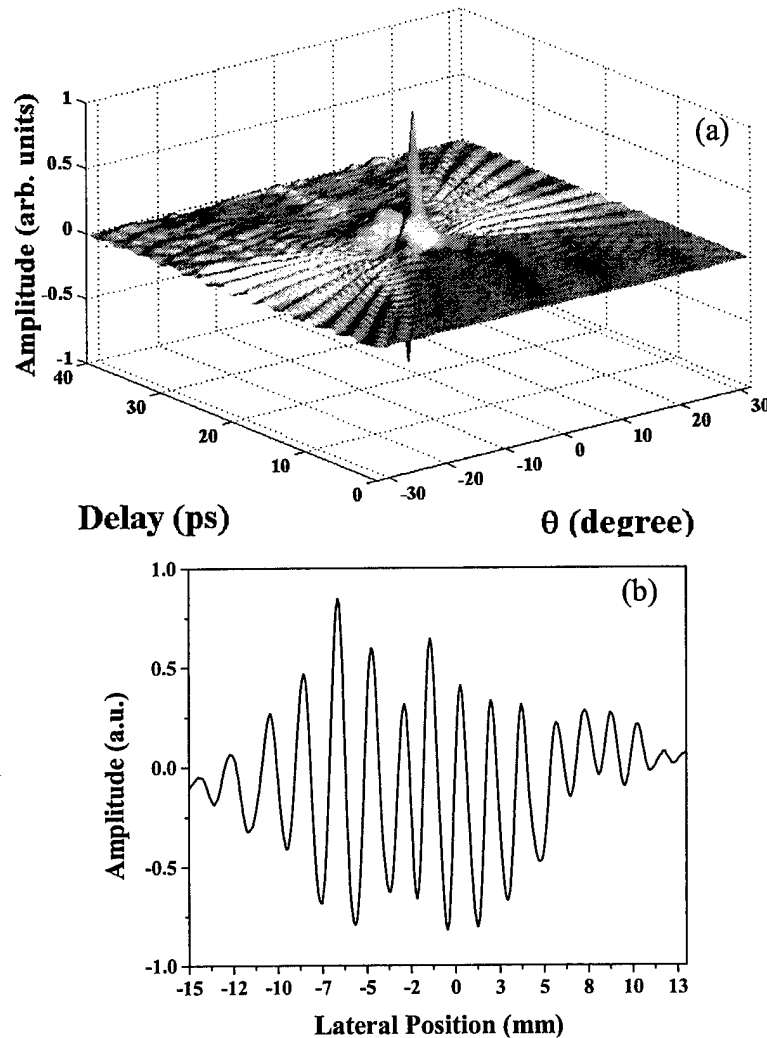 (a)
Amplitude (arb. units)
1
0.5
0
-0.5
-1
40
30
20
10
0
Delay (ps)
-30
-20
-10
0
10
20
30
θ (degree)
(b)
Amplitude (a.u.)
1.0
0.5
0.0
-0.5
-1.0
-15 -12 -10 -7 -5 -2 0 3 5 8 10 13
Lateral Position (mm)